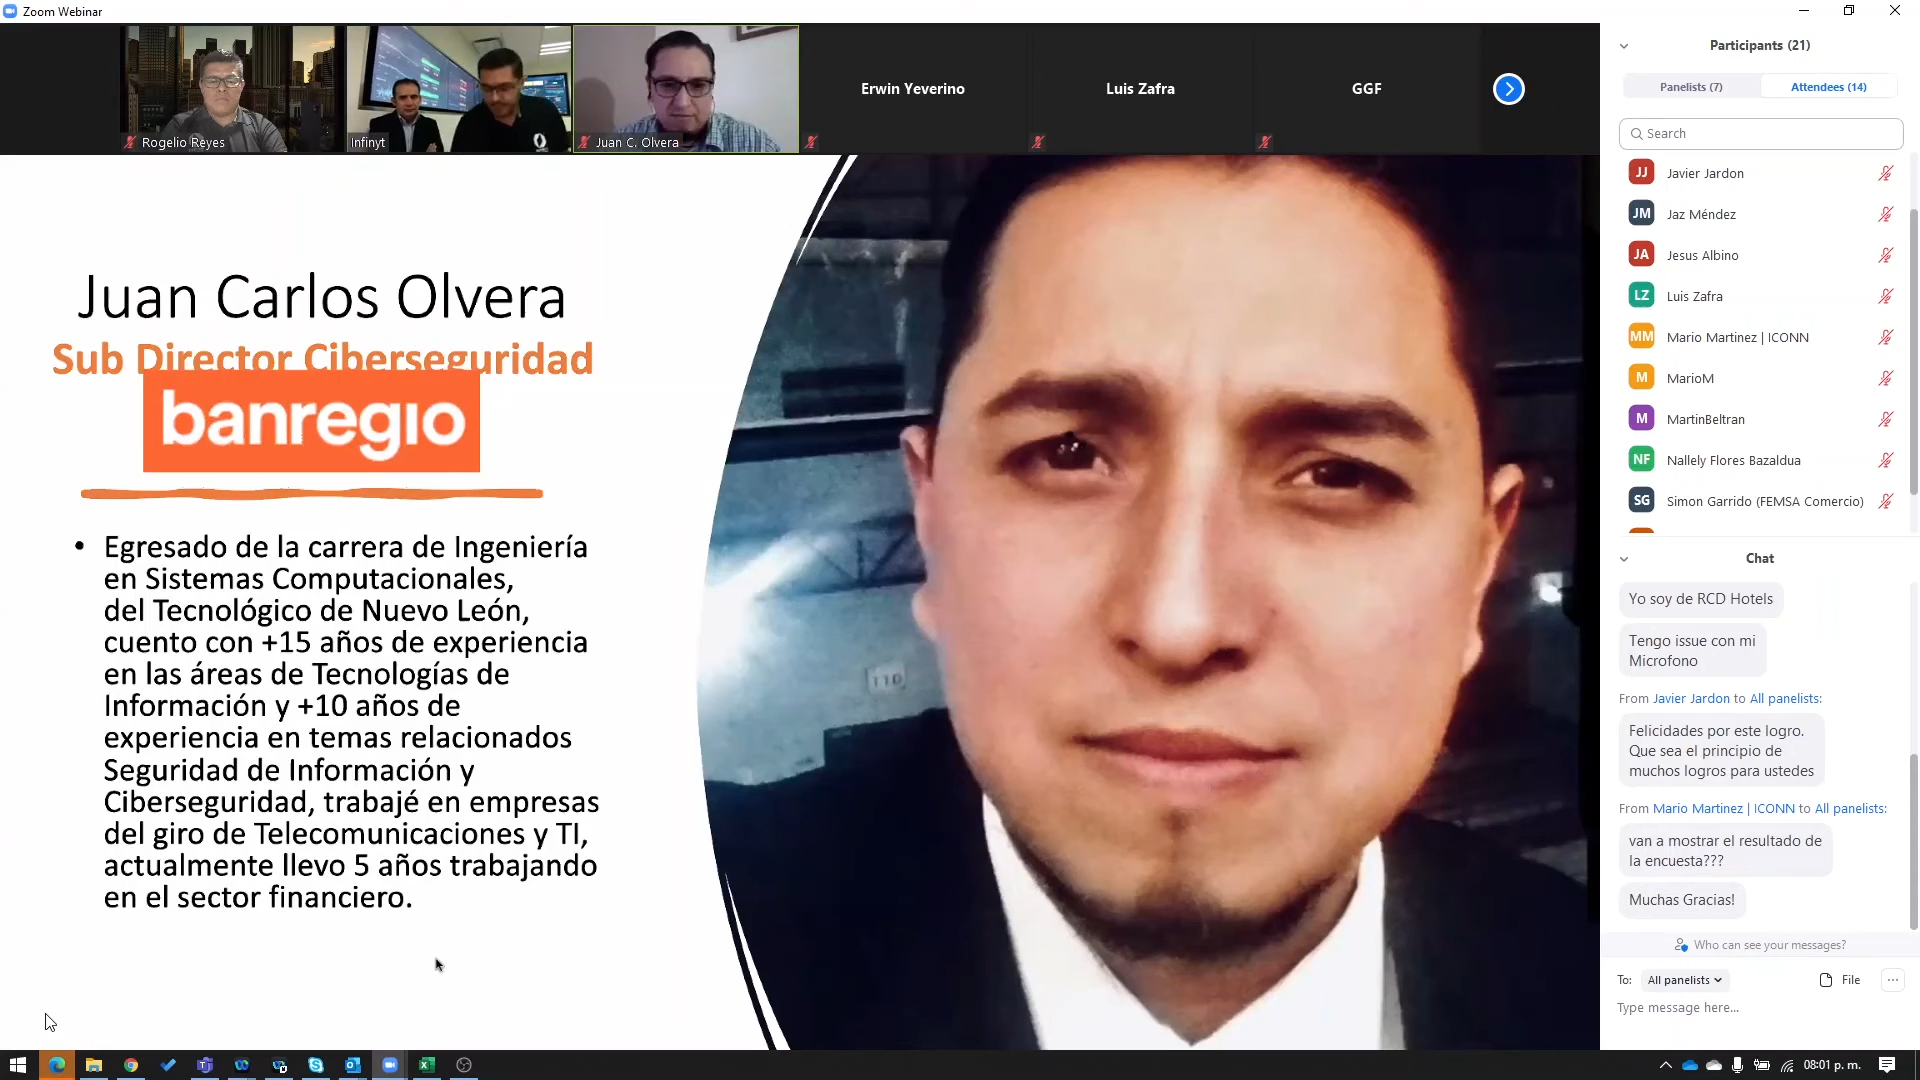 Zoom Webinar
Rogelio Reyes
Infinyt
Juan C. Olvera
Erwin Yeverino
Luis Zafra
GGF
Juan Carlos Olvera
Sub Director Ciberseguridad
banregio
• Egresado de la carrera de Ingeniería
en Sistemas Computacionales,
del Tecnológico de Nuevo León,
cuento con +15 años de experiencia
en las áreas de Tecnologías de
Información y +10 años de
experiencia en temas relacionados
Seguridad de Información y
Ciberseguridad, trabajé en empresas
del giro de Telecomunicaciones y TI,
actualmente llevo 5 años trabajando
en el sector financiero.
110
Participants (21)
Panelists (7)
Attendees (14)
Search
JJ Javier Jardon
JM Jaz Méndez
JA Jesus Albino
LZ Luis Zafra
MM Mario Martinez | ICONN
M MarioM
M MartinBeltran
NF Nallely Flores Bazaldua
SG Simon Garrido (FEMSA Comercio)
Chat
Yo soy de RCD Hotels
Tengo issue con mi
Microfono
From Javier Jardon to All panelists:
Felicidades por este logro.
Que sea el principio de
muchos logros para ustedes
From Mario Martinez | ICONN to All panelists:
van a mostrar el resultado de
la encuesta???
Muchas Gracias!
Who can see your messages?
To: All panelists
File
Type message here...
08:01 p. m.